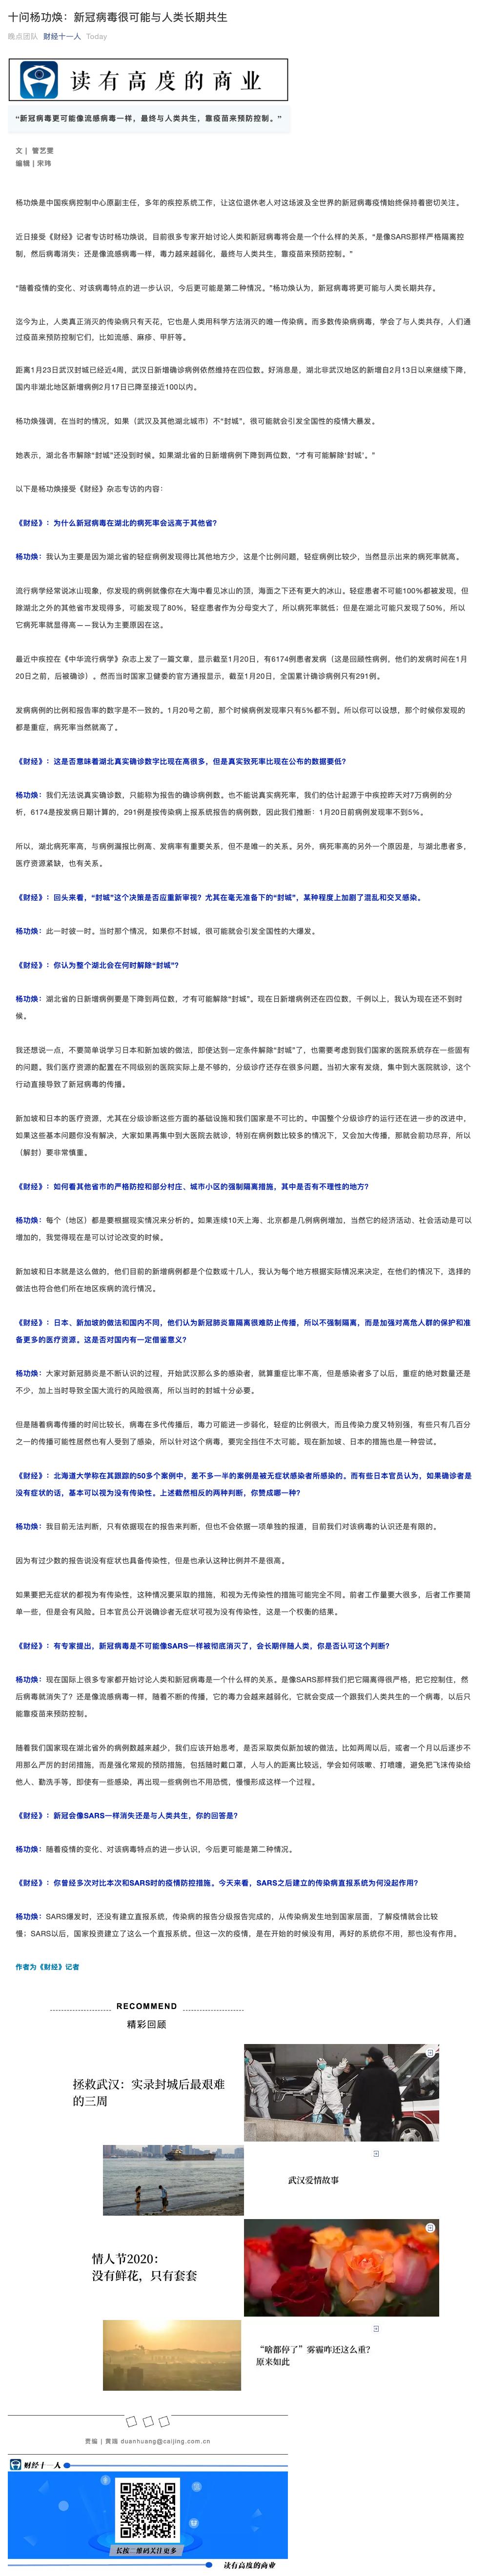 十问杨功焕：新冠病毒很可能与人类长期共生
晚点团队 财经十一人 Today
读有高度的商业
“新冠病毒更可能像流感病毒一样，最终与人类共生，靠疫苗来预防控制。”
文 | 管艺雯
编辑 | 宋玮
杨功焕是中国疾病控制中心原副主任，多年的疾控系统工作，让这位退休老人对这场波及全世界的新冠病毒疫情始终保持着密切关注。
近日接受《财经》记者专访时杨功焕说，目前很多专家开始讨论人类和新冠病毒将会是一个什么样的关系，“是像SARS那样严格隔离控
制，然后病毒消失；还是像流感病毒一样，毒力越来越弱化，最终与人类共生，靠疫苗来预防控制。”
“随着疫情的变化、对该病毒特点的进一步认识，今后更可能是第二种情况。”杨功焕认为，新冠病毒将更可能与人类长期共存。
迄今为止，人类真正消灭的传染病只有天花，它也是人类用科学方法消灭的唯一传染病。而多数传染病病毒，学会了与人类共存，人们通
过疫苗来预防控制它们，比如流感、麻疹、甲肝等。
距离1月23日武汉封城已经近4周，武汉日新增确诊病例依然维持在四位数。好消息是，湖北非武汉地区的新增自2月13日以来继续下降，
国内非湖北地区新增病例2月17日已降至接近100以内。
杨功焕强调，在当时的情况，如果（武汉及其他湖北城市）不“封城”，很可能就会引发全国性的疫情大暴发。
她表示，湖北各市解除“封城”还没到时候。如果湖北省的日新增病例下降到两位数，“才有可能解除‘封城’。”
以下是杨功焕接受《财经》杂志专访的内容：
《财经》：为什么新冠病毒在湖北的病死率会远高于其他省？
杨功焕：我认为主要是因为湖北省的轻症病例发现得比其他地方少，这是个比例问题，轻症病例比较少，当然显示出来的病死率就高。
流行病学经常说冰山现象，你发现的病例就像你在大海中看见冰山的顶，海面之下还有更大的冰山。轻症患者不可能100%都被发现，但
除湖北之外的其他省市发现得多，可能发现了80%，轻症患者作为分母变大了，所以病死率就低；但是在湖北可能只发现了50%，所以
它病死率就显得高——我认为主要原因在这。
最近中疾控在《中华流行病学》杂志上发了一篇文章，显示截至1月20日，有6174例患者发病（这是回顾性病例，他们的发病时间在1月
20日之前，后被确诊）。然而当时国家卫健委的官方通报显示，截至1月20日，全国累计确诊病例只有291例。
发病病例的比例和报告率的数字是不一致的。1月20号之前，那个时候病例发现率只有5%都不到。所以你可以设想，那个时候你发现的
都是重症，病死率当然就高了。
《财经》：这是否意味着湖北真实确诊数字比现在高很多，但是真实致死率比现在公布的数据要低？
杨功焕：我们无法说真实确诊数，只能称为报告的确诊病例数。也不能说真实病死率，我们的估计起源于中疾控昨天对7万病例的分
析，6174是按发病日期计算的，291例是按传染病上报系统报告的病例数，因此我们推断：1月20日前病例发现率不到5%。
所以，湖北病死率高，与病例漏报比例高、发病率有重要关系，但不是唯一的关系。另外，病死率高的另外一个原因是，与湖北患者多，
医疗资源紧缺，也有关系。
《财经》：回头来看，“封城”这个决策是否应重新审视？尤其在毫无准备下的“封城”，某种程度上加剧了混乱和交叉感染。
杨功焕：此一时彼一时。当时那个情况，如果你不封城，很可能就会引发全国性的大爆发。
《财经》：你认为整个湖北会在何时解除“封城”？
杨功焕：湖北省的日新增病例要是下降到两位数，才有可能解除“封城”。现在日新增病例还在四位数，千例以上，我认为现在还不到时
候。
我还想说一点，不要简单说学习日本和新加坡的做法，即使达到一定条件解除“封城”了，也需要考虑到我们国家的医院系统存在一些固有
的问题。我们医疗资源的配置在不同级别的医院实际上是不够的，分级诊疗还存在很多问题。当初大家有发烧，集中到大医院就诊，这个
行动直接导致了新冠病毒的传播。
新加坡和日本的医疗资源，尤其在分级诊断这些方面的基础设施和我们国家是不可比的。中国整个分级诊疗的运行还在进一步的改进中，
如果这些基本问题你没有解决，大家如果再集中到大医院去就诊，特别在病例数比较多的情况下，又会加大传播，那就会前功尽弃，所以
（解封）要非常慎重。
《财经》：如何看其他省市的严格防控和部分村庄、城市小区的强制隔离措施，其中是否有不理性的地方？
杨功焕：每个（地区）都是要根据现实情况来分析的。如果连续10天上海、北京都是几例病例增加，当然它的经济活动、社会活动是可以
增加的，我觉得现在是可以讨论改变的时候。
新加坡和日本就是这么做的，他们目前的新增病例都是个位数或十几人，我认为每个地方根据实际情况来决定，在他们的情况下，选择的
做法也符合他们所在地区疾病的流行情况。
《财经》：日本、新加坡的做法和国内不同，他们认为新冠肺炎靠隔离很难防止传播，所以不强制隔离，而是加强对高危人群的保护和准
备更多的医疗资源。这是否对国内有一定借鉴意义？
杨功焕：大家对新冠肺炎是不断认识的过程，开始武汉那么多的感染者，就算重症比率不高，但是感染者多了以后，重症的绝对数量还是
不少，加上当时导致全国大流行的风险很高，所以当时的封城十分必要。
但是随着病毒传播的时间比较长，病毒在多代传播后，毒力可能进一步弱化，轻症的比例很大，而且传染力度又特别强，有些只有几百分
之一的传播可能性居然也有人受到了感染，所以针对这个病毒，要完全挡住不太可能。现在新加坡、日本的措施也是一种尝试。
《财经》：北海道大学称在其跟踪的50多个案例中，差不多一半的案例是被无症状感染者所感染的。而有些日本官员认为，如果确诊者是
没有症状的话，基本可以视为没有传染性。上述截然相反的两种判断，你赞成哪一种？
杨功焕：我目前无法判断，只有依据现在的报告来判断，但也不会依据一项单独的报道，目前我们对该病毒的认识还是有限的。
因为有过少数的报告说没有症状也具备传染性，但是也承认这种比例并不是很高。
如果要把无症状的都视为有传染性，这种情况要采取的措施，和视为无传染性的措施可能完全不同。前者工作量要大很多，后者工作要简
单一些，但是会有风险。日本官员公开说确诊者无症状可视为没有传染性，这是一个权衡的结果。
《财经》：有专家提出，新冠病毒是不可能像SARS一样被彻底消灭了，会长期伴随人类，你是否认可这个判断？
杨功焕：现在国际上很多专家都开始讨论人类和新冠病毒是一个什么样的关系。是像SARS那样我们把它隔离得很严格，把它控制住，然
后病毒就消失了？还是像流感病毒一样，随着不断的传播，它的毒力会越来越弱化，它就会变成一个跟我们人类共生的一个病毒，以后只
能靠疫苗来预防控制。
随着我们国家现在湖北省外的病例数越来越少，我们应该开始思考，是否采取类似新加坡的做法。比如两周以后，或者一个月以后逐步不
用那么严厉的封闭措施，而是强化常规的预防措施，包括随时戴口罩，人与人的距离比较远，学会如何咳嗽、打喷嚏，避免把飞沫传染给
他人、勤洗手等，即使有一些感染，再出现一些病例也不用恐慌，慢慢形成这样一个过程。
《财经》：新冠会像SARS一样消失还是与人类共生，你的回答是？
杨功焕：随着疫情的变化、对该病毒特点的进一步认识，今后更可能是第二种情况。
《财经》：你曾经多次对比本次和SARS时的疫情防控措施。今天来看，SARS之后建立的传染病直报系统为何没起作用？
杨功焕：SARS爆发时，还没有建立直报系统，传染病的报告分级报告完成的，从传染病发生地到国家层面，了解疫情就会比较
慢；SARS以后，国家投资建立了这么一个直报系统。但这一次的疫情，是在开始的时候没有用，再好的系统你不用，那也没有作用。
作者为《财经》记者
RECOMMEND
精彩回顾
拯救武汉：实录封城后最艰难
的三周
武汉爱情故事
情人节2020：
没有鲜花，只有套套
“啥都停了”雾霾咋还这么重？
原来如此
责编 | 黄端 duanhuang@caijing.com.cn
财经十一人
长按二维码关注更多
读有高度的商业